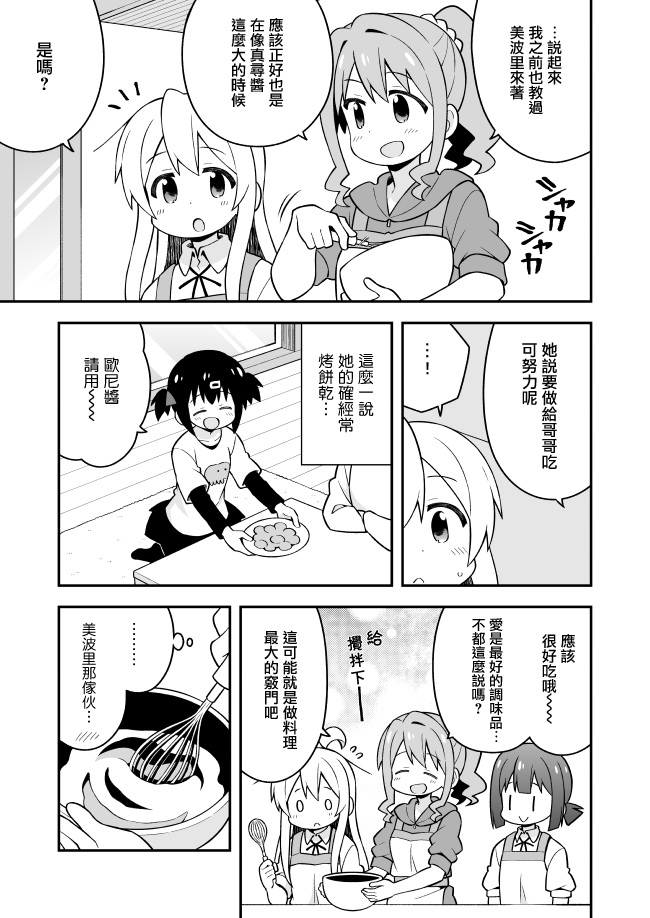 …説起來
我之前也教過
美波里來著
應該正好也是
在像真尋醬
這麼大的時候
是嗎?
シャカ
シャカ
她說要做給哥哥吃
可努力呢
…!
這麼一說
她的確經常
烤餅乾…
歐尼醬
請用~~~
應該
很好吃哦~~~
愛是最好的調味品…
不都這麼說嗎?
給
攪拌下——
這可能就是做料理
最大的竅門吧
………
美波里那傢伙…